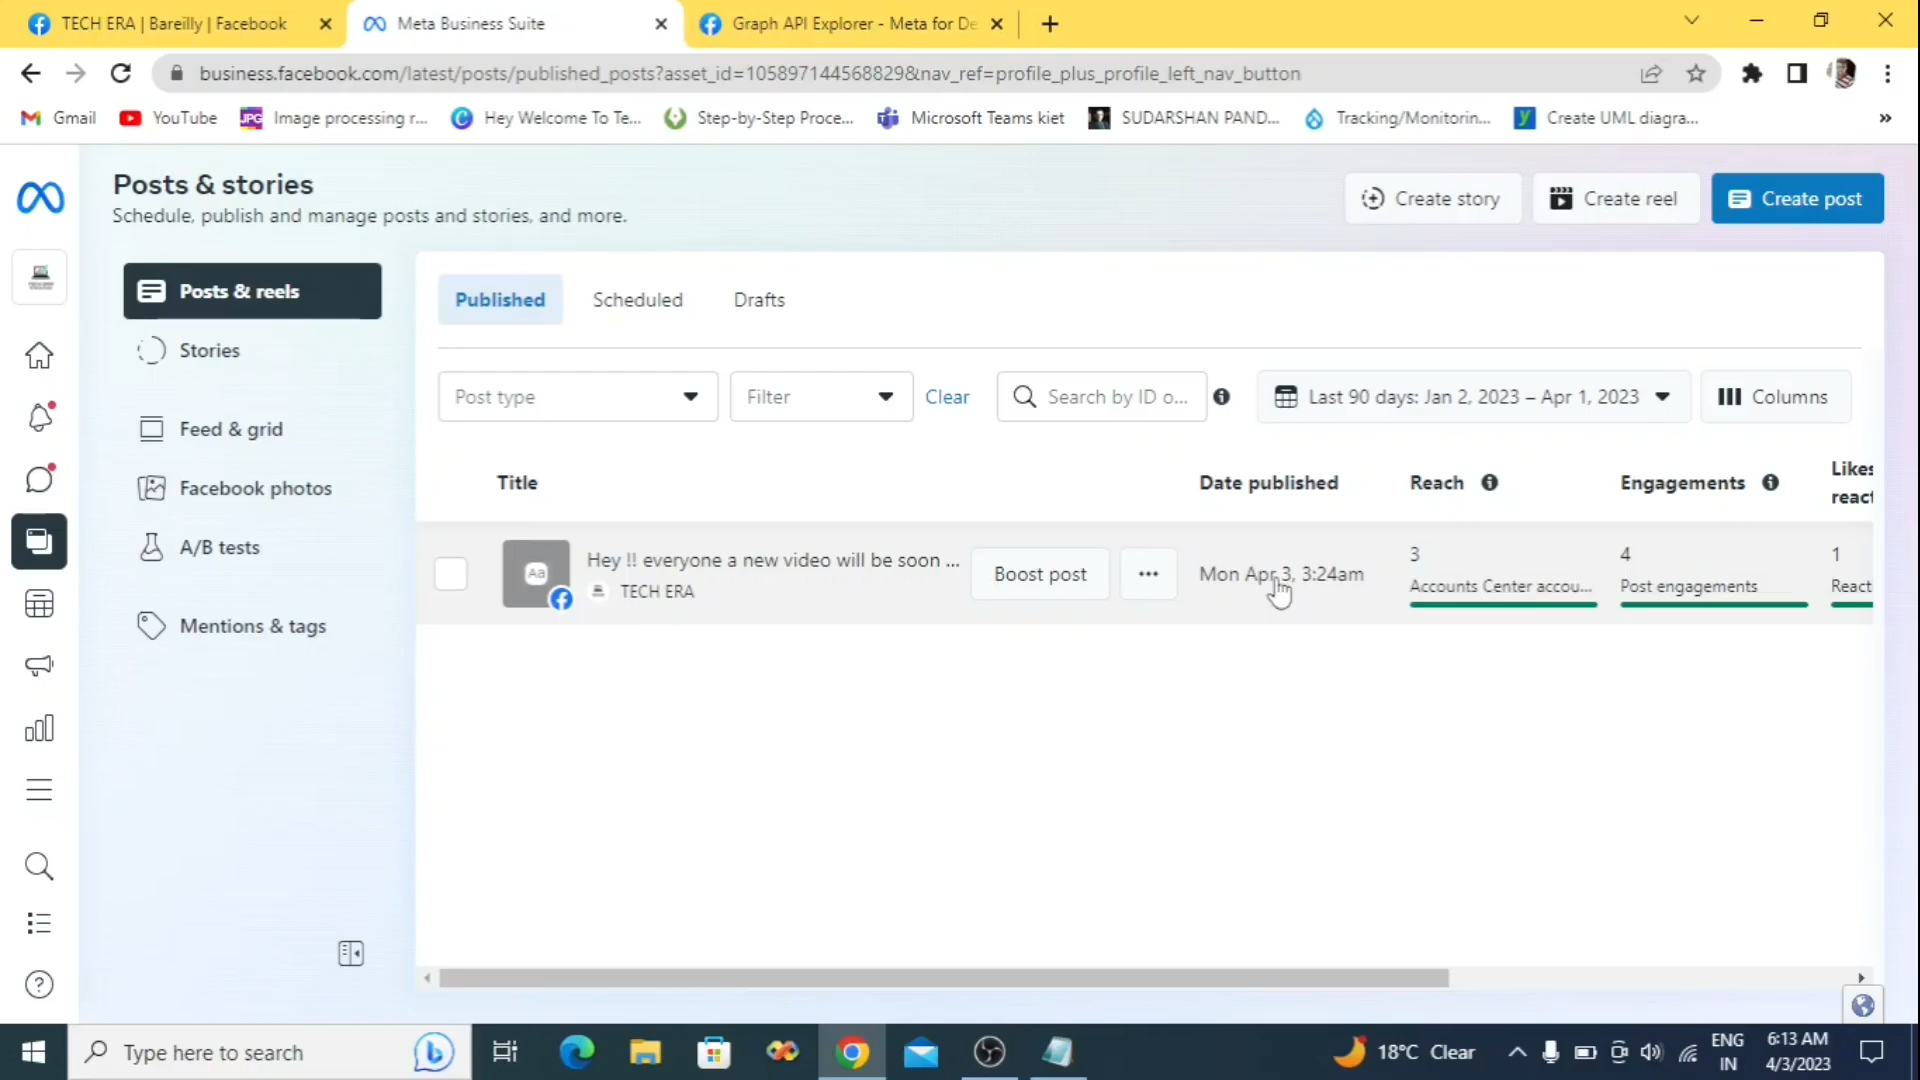 TECH ERA | Bareilly | Facebook
Meta Business Suite
Graph API Explorer - Meta for De
business.facebook.com/latest/posts/published_posts?asset_id=105897144568829&nav_ref=profile_plus_profile_left_nav_button
Gmail
YouTube
JPG
Image processing r...
Hey Welcome To Te...
Step-by-Step Proce...
Microsoft Teams kiet
SUDARSHAN PAND...
Tracking/Monitorin...
Create UML diagra...
»
Posts & stories
Schedule, publish and manage posts and stories, and more.
Create story
Create reel
Create post
Posts & reels
Stories
Feed & grid
Facebook photos
A/B tests
Mentions & tags
Published
Scheduled
Drafts
Post type
Filter
Clear
Search by ID o...
Last 90 days: Jan 2, 2023 – Apr 1, 2023
Columns
Title
Date published
Reach
Engagements
Likes
react
Aa
Hey !! everyone a new video will be soon ...
TECH ERA
Boost post
Mon Apr 3, 3:24am
3
Accounts Center accou...
4
Post engagements
1
React
Type here to search
18°C Clear
ENG
IN
6:13 AM
4/3/2023